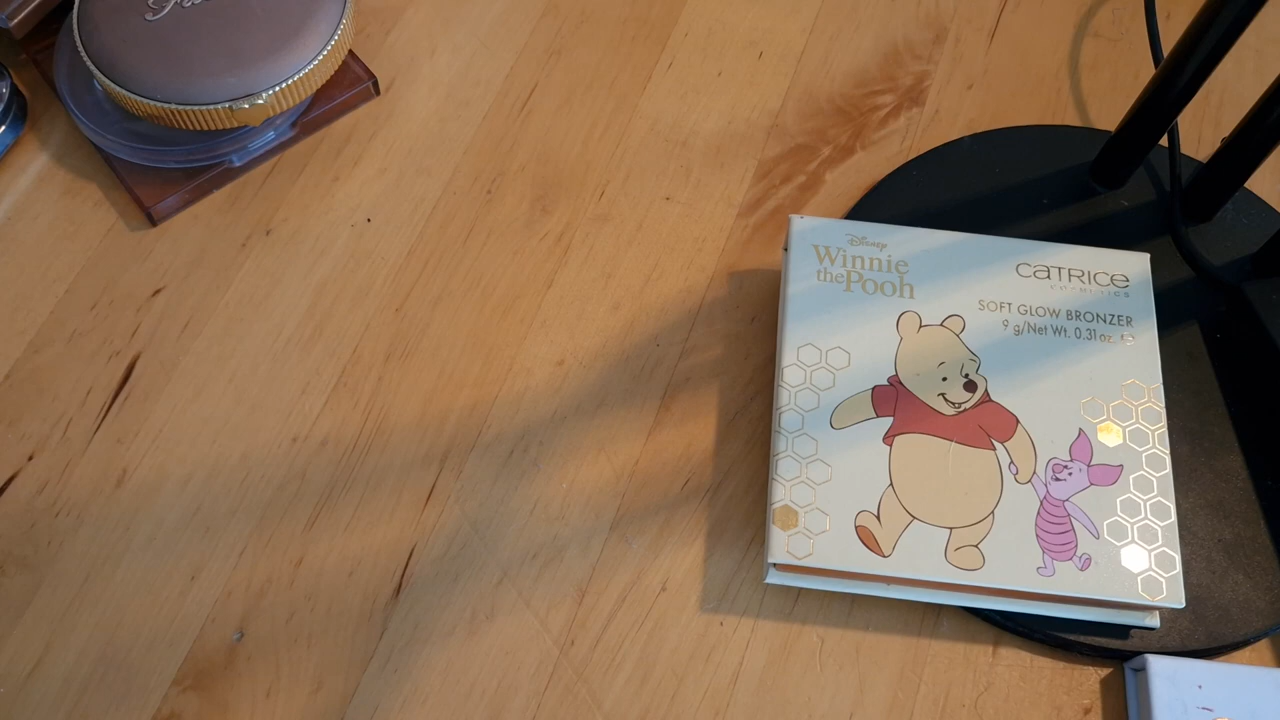 Disney
Winnie
the Pooh
CATRICE
COSMETICS
SOFT GLOW BRONZER
9 g/Net Wt. 0.31 oz. ℮